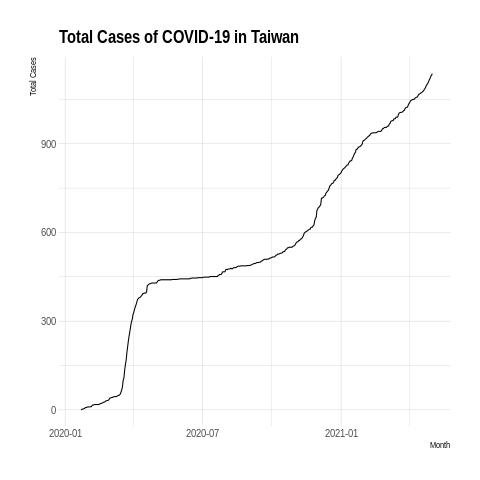 Total Cases of COVID-19 in Taiwan
Total Cases
900
600
300
0
2020-01 2020-07 2021-01
Month